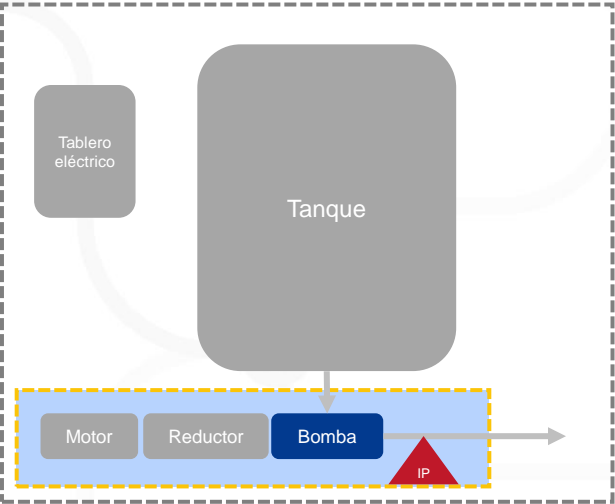 Tablero
eléctrico
Tanque
Motor
Reductor
Bomba
IP